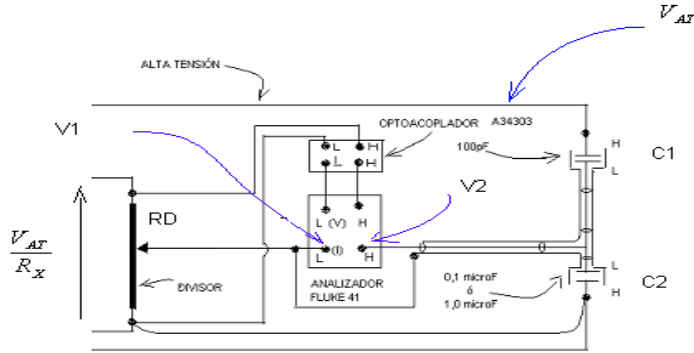 V_AT
ALTA TENSIÓN
V1
OPTOACOPLADOR A34303
L H
L H
100pF
H
L
C1
V2
L (V) H
RD
L (I) H
V_AT
R_X
DIVISOR
ANALIZADOR
FLUKE 41
0,1 microF
ó
1,0 microF
L
H
C2